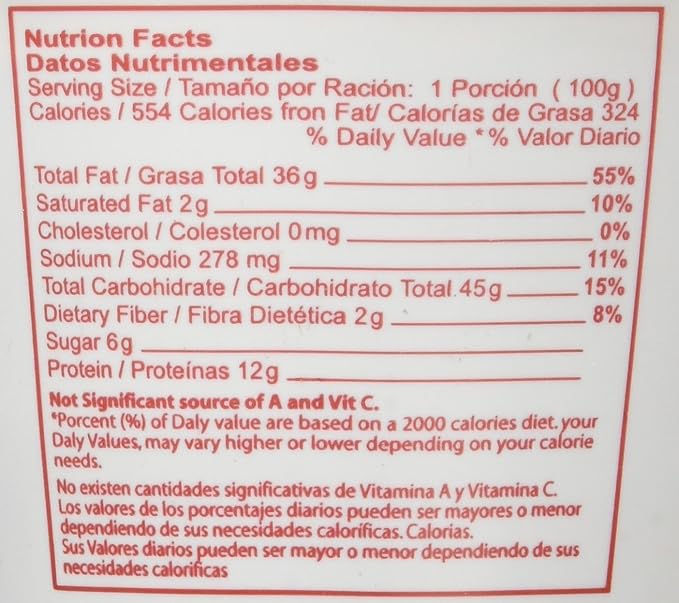 Nutrion Facts
Datos Nutrimentales
Serving Size / Tamaño por Ración: 1 Porción ( 100g )
Calories / 554 Calories fron Fat/ Calorías de Grasa 324
% Daily Value *% Valor Diario
Total Fat / Grasa Total 36g 55%
Saturated Fat 2g 10%
Cholesterol / Colesterol 0mg 0%
Sodium / Sodio 278 mg 11%
Total Carbohidrate / Carbohidrato Total.45g 15%
Dietary Fiber / Fibra Dietética 2g 8%
Sugar 6g
Protein / Proteínas 12g
Not Significant source of A and Vit C.
*Porcent (%) of Daly value are based on a 2000 calories diet. your
Daly Values, may vary higher or lower depending on your calorie
needs.
No existen cantidades significativas de Vitamina A y Vitamina C.
Los valores de los porcentajes diarios pueden ser mayores o menor
dependiendo de sus necesidades caloríficas. Calorias.
Sus Valores diarios pueden ser mayor o menor dependiendo de sus
necesidades calorificas